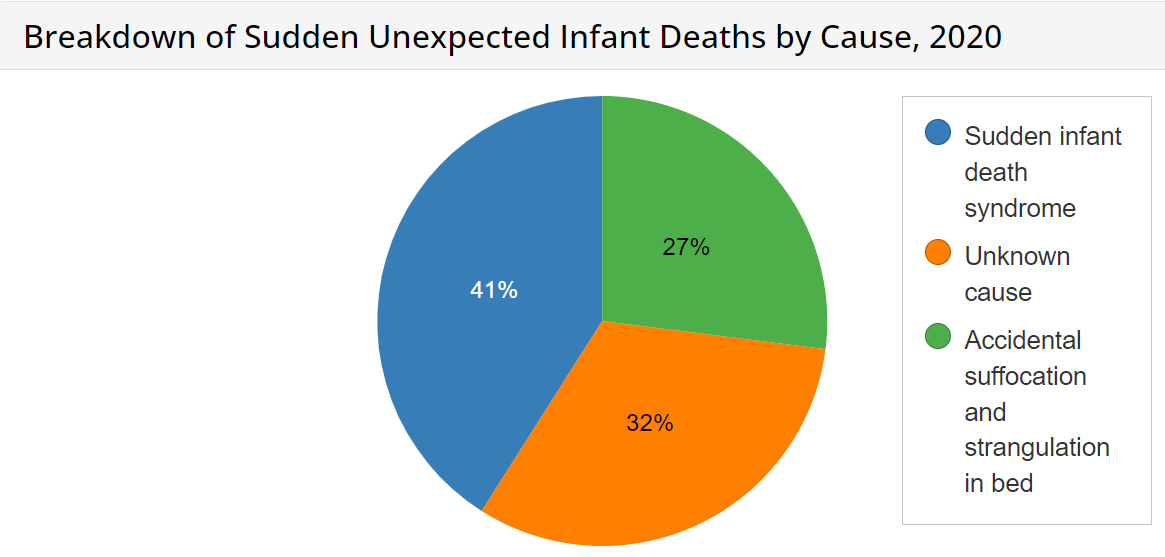 Breakdown of Sudden Unexpected Infant Deaths by Cause, 2020
27%
41%
32%
Sudden infant
death
syndrome
Unknown
cause
Accidental
suffocation
and
strangulation
in bed